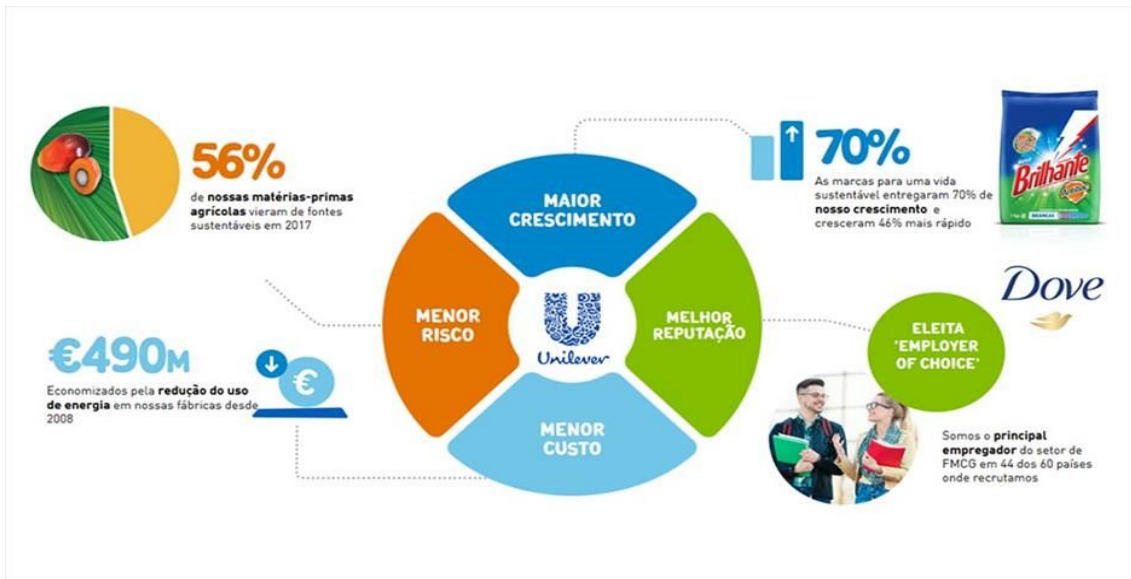 56%
de nossas matérias-primas
agrícolas vieram de fontes
sustentáveis em 2017
€490M
Economizados pela redução do uso
de energia em nossas fábricas desde
2008
€
MAIOR
CRESCIMENTO
MENOR
RISCO
Unilever
MELHOR
REPUTAÇÃO
MENOR
CUSTO
70%
As marcas para uma vida
sustentável entregaram 70% de
nosso crescimento e
cresceram 46% mais rápido
Brilhante
Dove
ELEITA
'EMPLOYER
OF CHOICE'
Somos o principal
empregador do setor de
FMCG em 44 dos 60 países
onde recrutamos